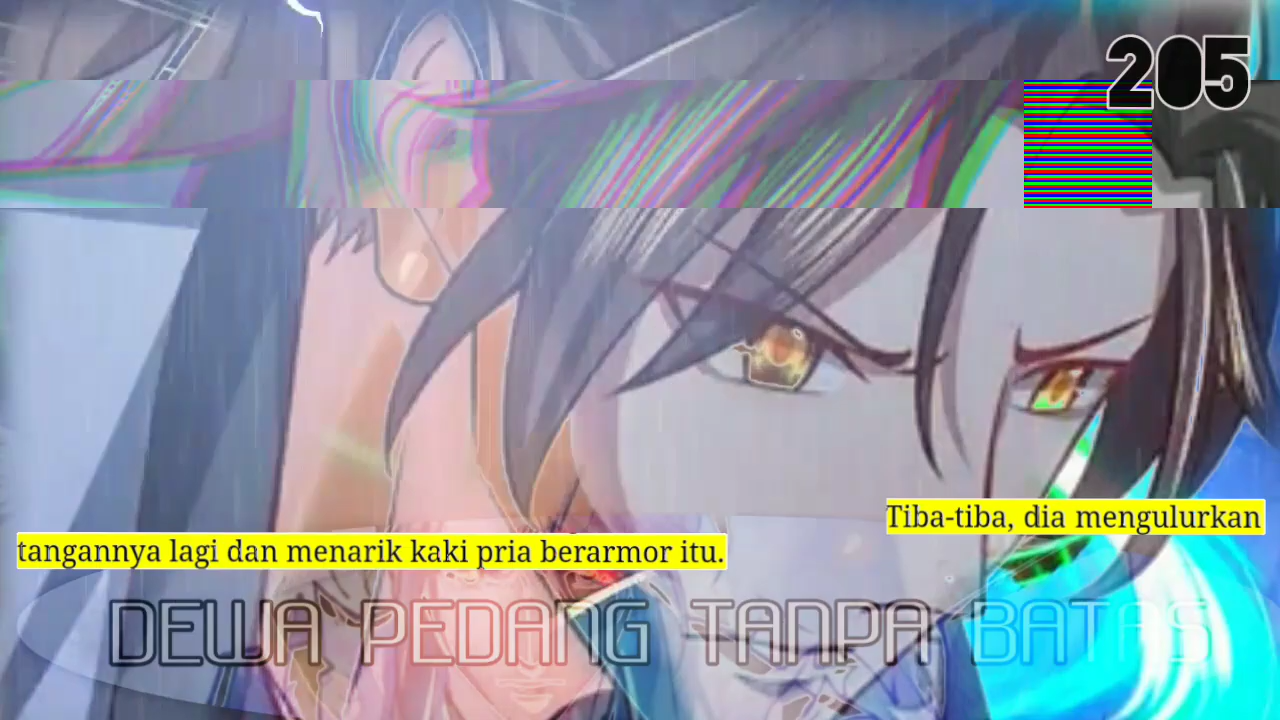 205
Tiba-tiba, dia mengulurkan
tangannya lagi dan menarik kaki pria berarmor itu.
DEWA PEDANG TANPA BATAS